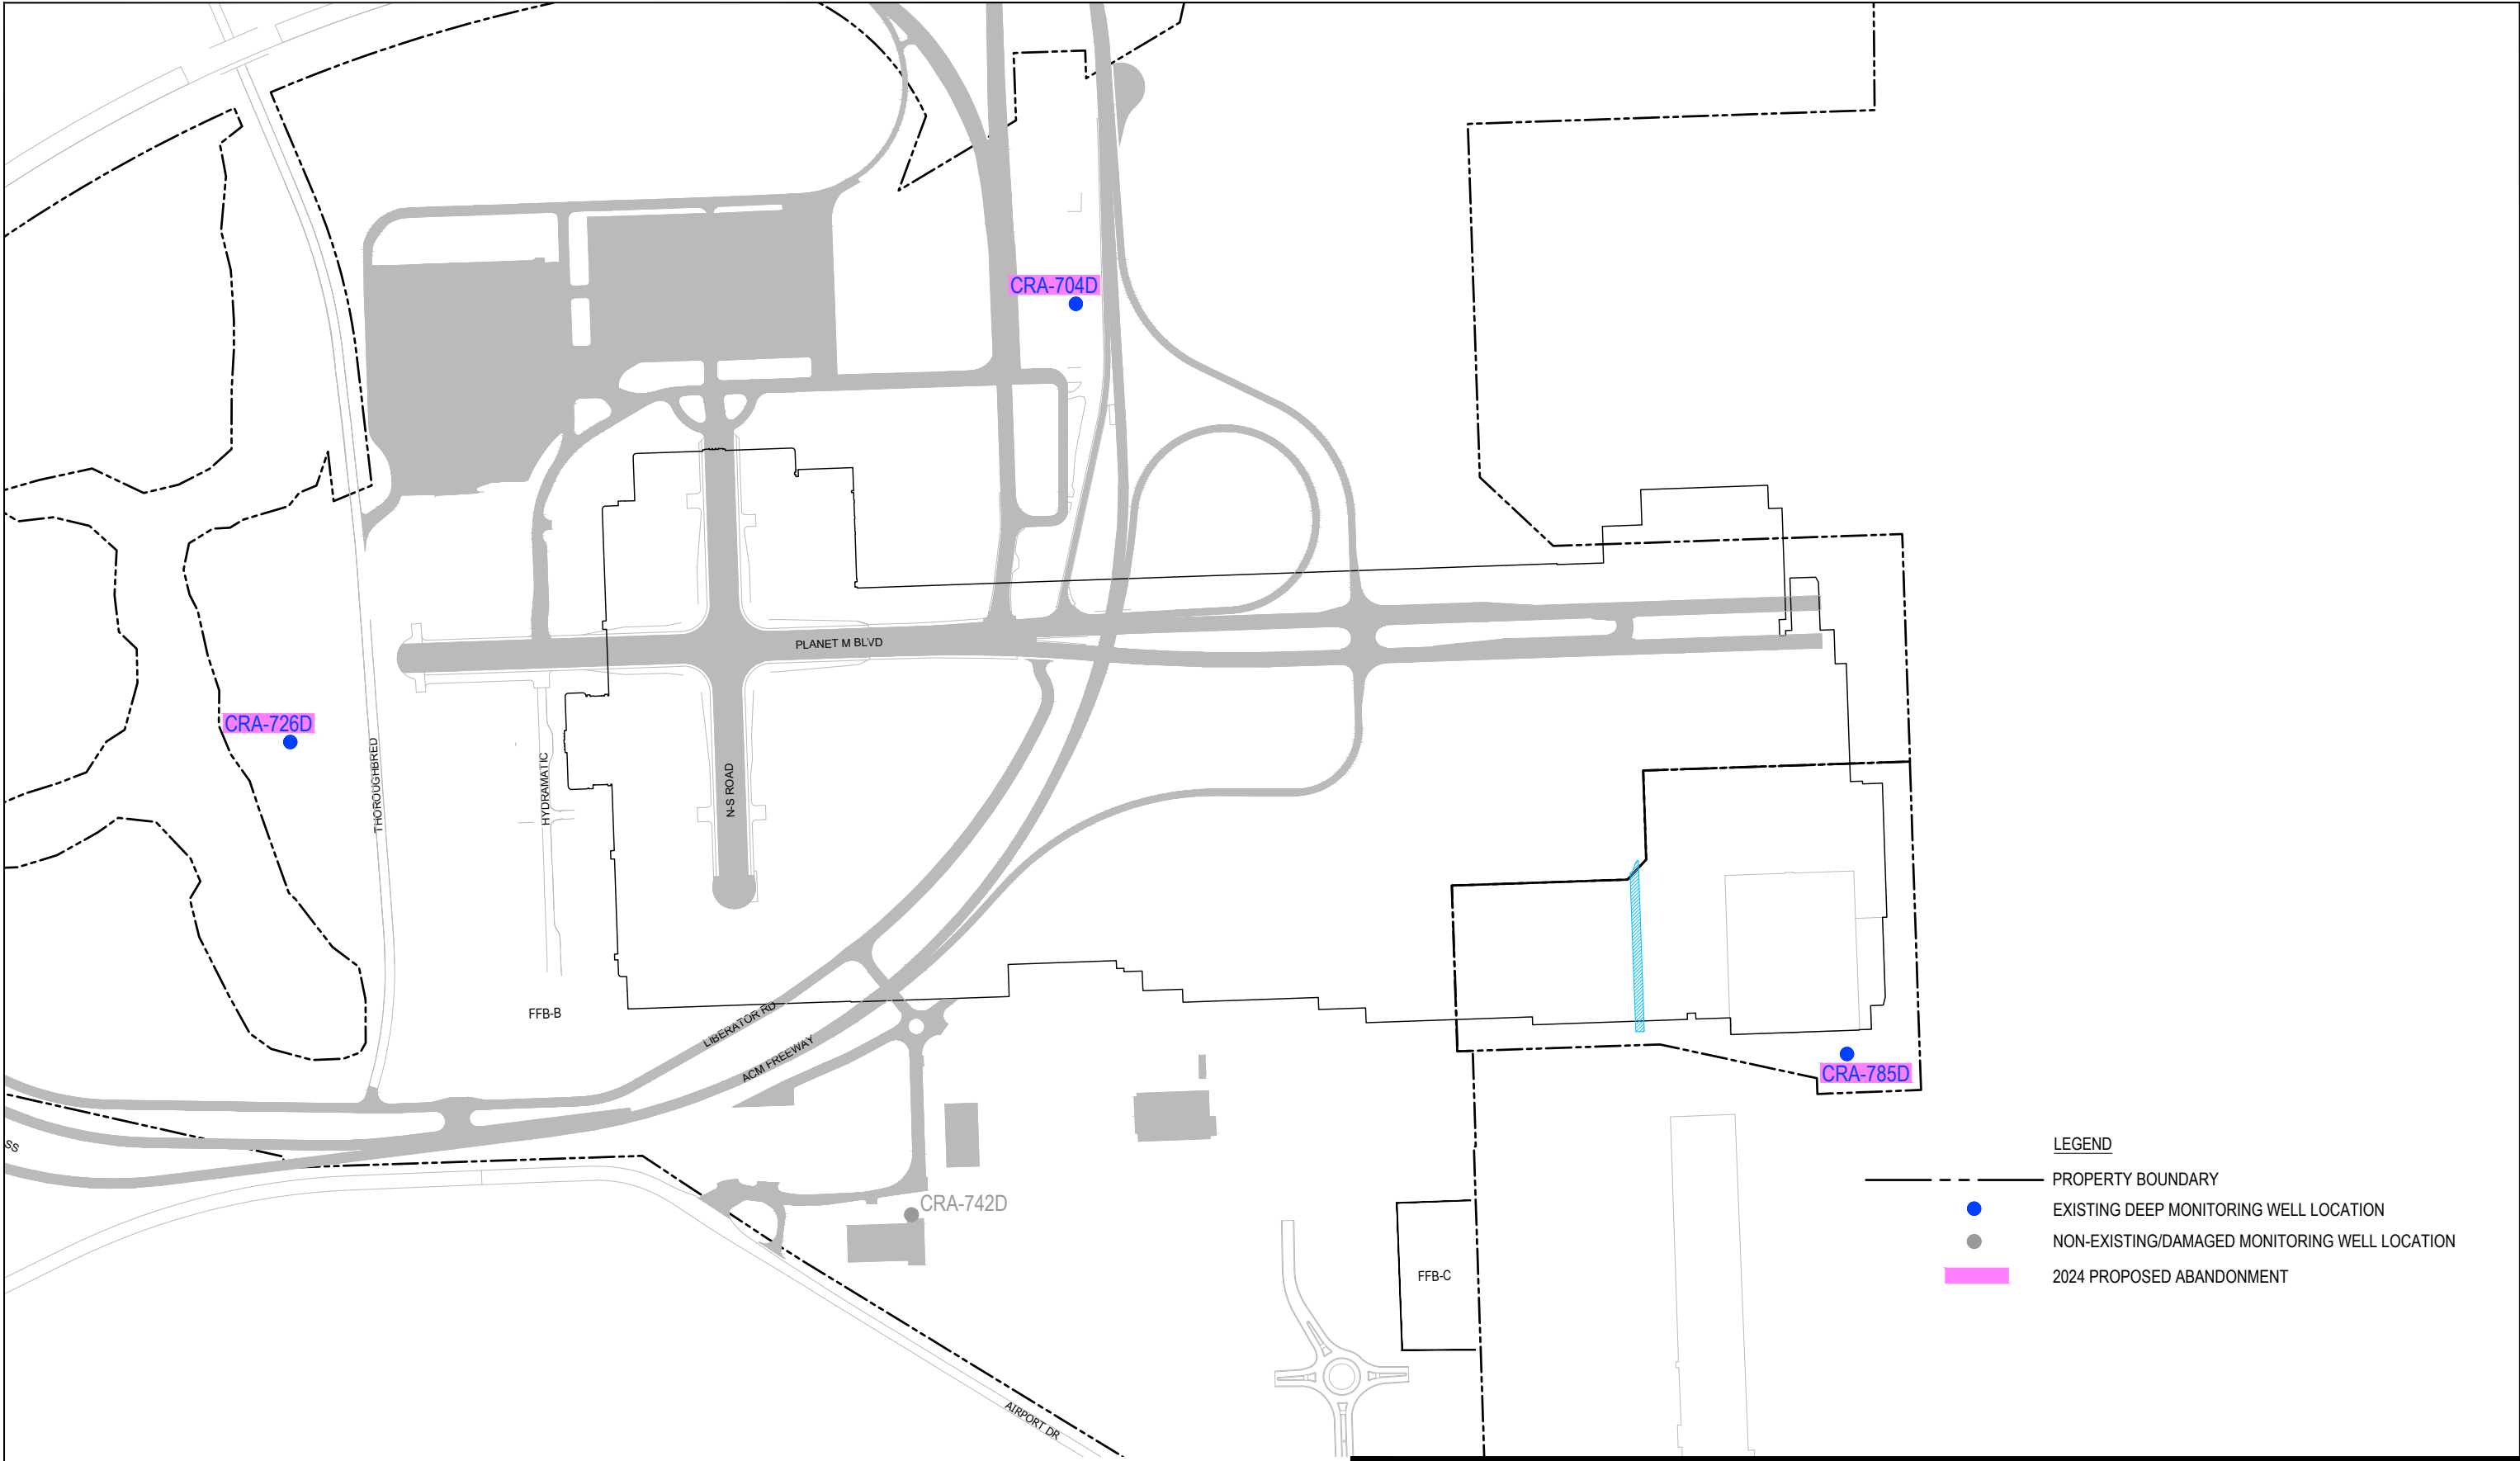 CRA-704D
PLANET M BLVD
CRA-726D
THOROUGHBRED
HYDRAMATIC
N-S ROAD
FFB-B
LIBERATOR RD
ACM FREEWAY
CRA-785D
SS
CRA-742D
FFB-C
AIRPORT DR
LEGEND
PROPERTY BOUNDARY
EXISTING DEEP MONITORING WELL LOCATION
NON-EXISTING/DAMAGED MONITORING WELL LOCATION
2024 PROPOSED ABANDONMENT